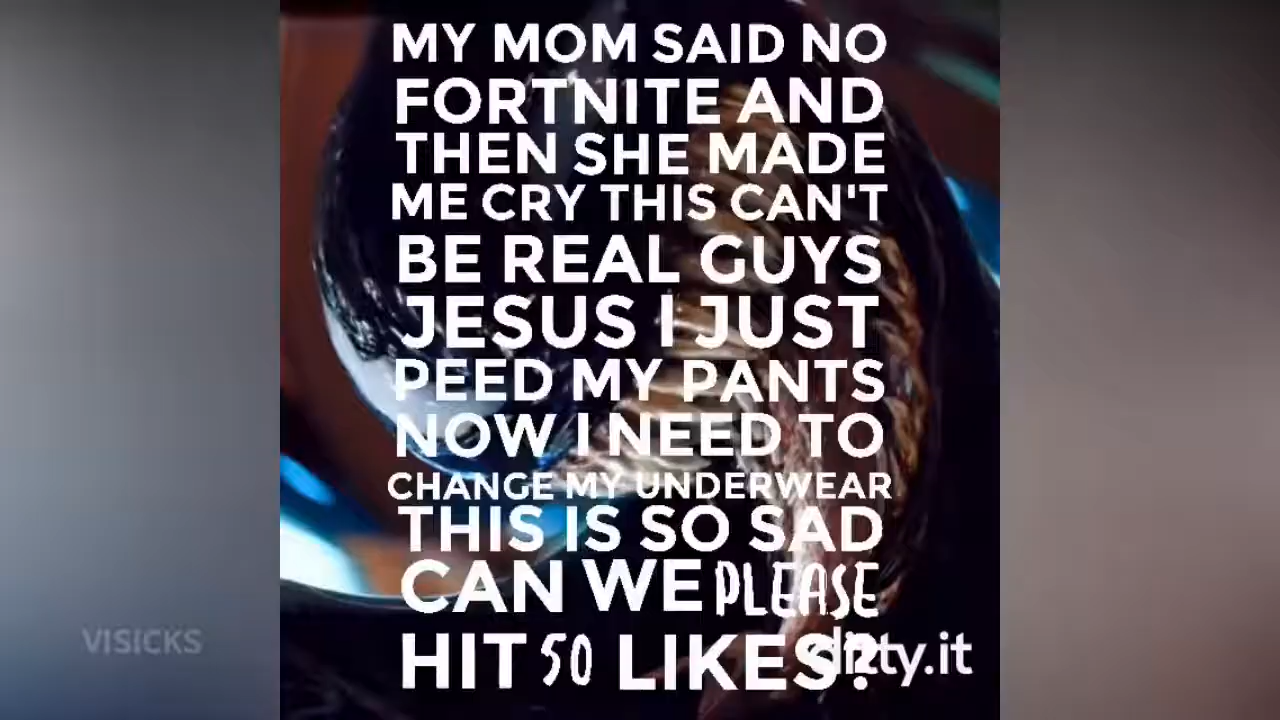 MY MOM SAID NO
FORTNITE AND
THEN SHE MADE
ME CRY THIS CAN'T
BE REAL GUYS
JESUS I JUST
PEED MY PANTS
NOW I NEED TO
CHANGE MY UNDERWEAR
THIS IS SO SAD
CAN WE PLEASE
HIT 50 LIKES?
ditty.it
VISICKS